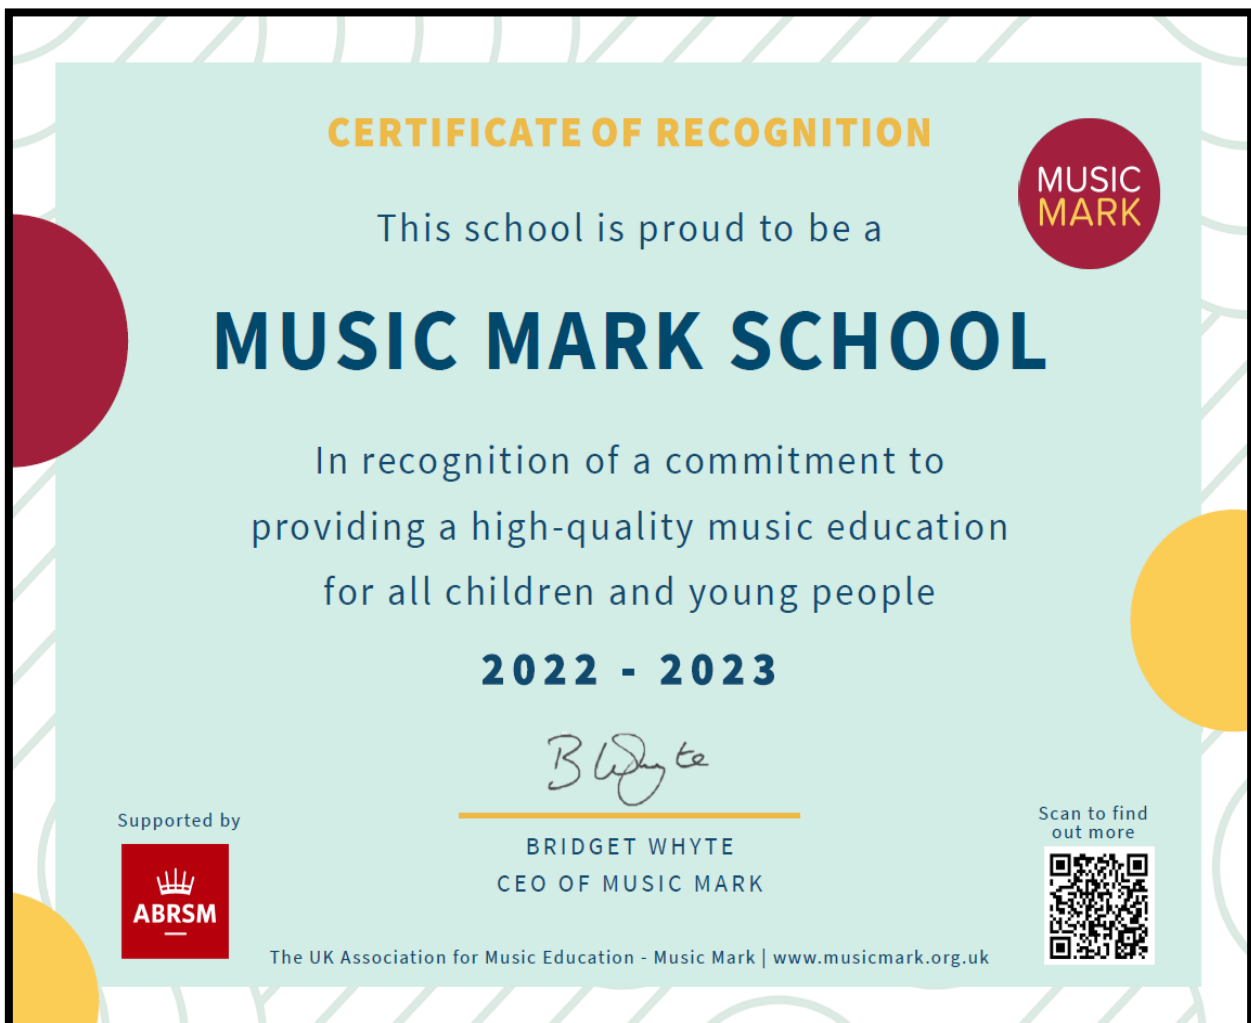 CERTIFICATE OF RECOGNITION
MUSIC
MARK
This school is proud to be a
MUSIC MARK SCHOOL
In recognition of a commitment to
providing a high-quality music education
for all children and young people
2022 - 2023
B Whyte
BRIDGET WHYTE
CEO OF MUSIC MARK
Supported by
ABRSM
Scan to find
out more
The UK Association for Music Education - Music Mark | www.musicmark.org.uk